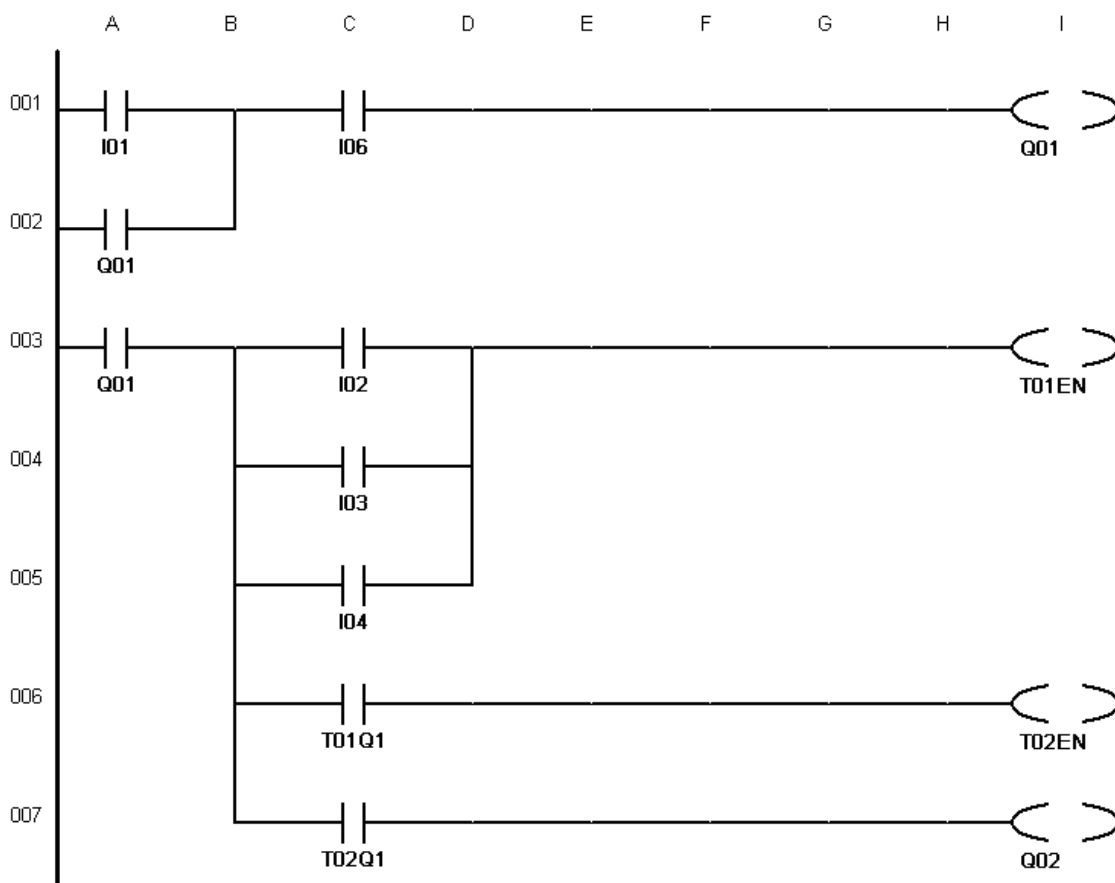 A B C D E F G H I
001
I01 I06 Q01
002
Q01
003
Q01 I02 T01EN
004
I03
005
I04
006
T01Q1 T02EN
007
T02Q1 Q02